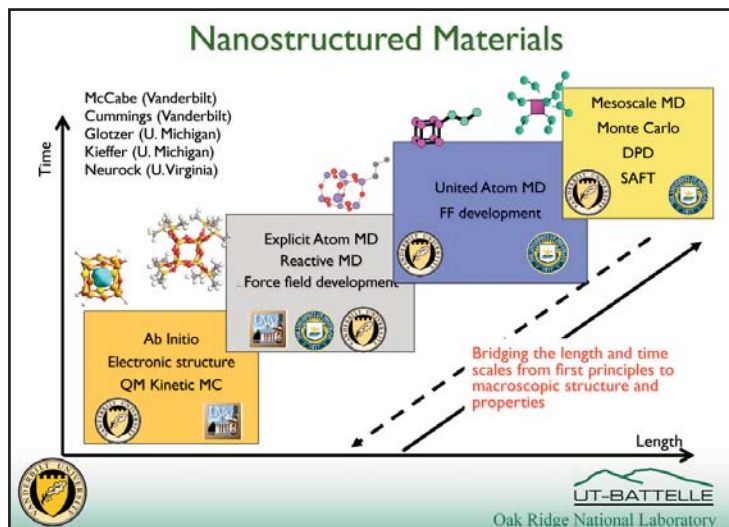 Nanostructured Materials
McCabe (Vanderbilt)
Cummings (Vanderbilt)
Glotzer (U. Michigan)
Kieffer (U. Michigan)
Neurock (U.Virginia)
Time
Mesoscale MD
Monte Carlo
DPD
SAFT
United Atom MD
FF development
Explicit Atom MD
Reactive MD
Force field development
Ab Initio
Electronic structure
QM Kinetic MC
Bridging the length and time
scales from first principles to
macroscopic structure and
properties
Length
VANDERBILT UNIVERSITY
UT-BATTELLE
Oak Ridge National Laboratory